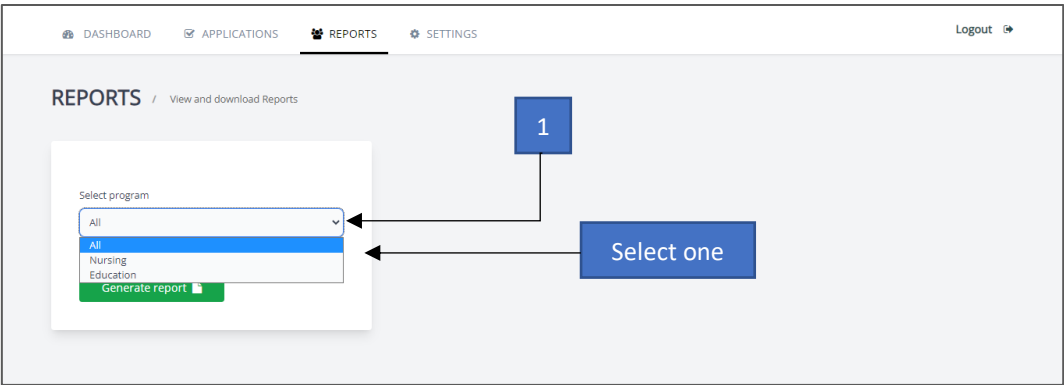 DASHBOARD APPLICATIONS REPORTS SETTINGS Logout
REPORTS / View and download Reports
1
Select program
All
All
Nursing
Education
Select one
Generate report